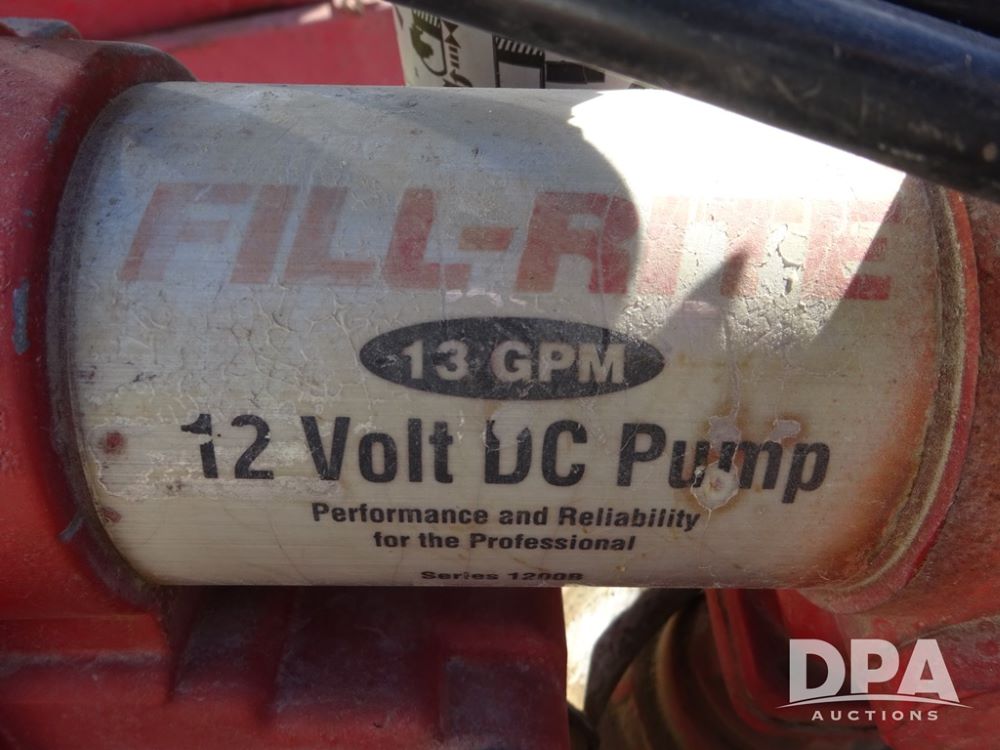 FILL-RITE
13 GPM
12 Volt DC Pump
Performance and Reliability
for the Professional
Series 1200B
DPA
AUCTIONS